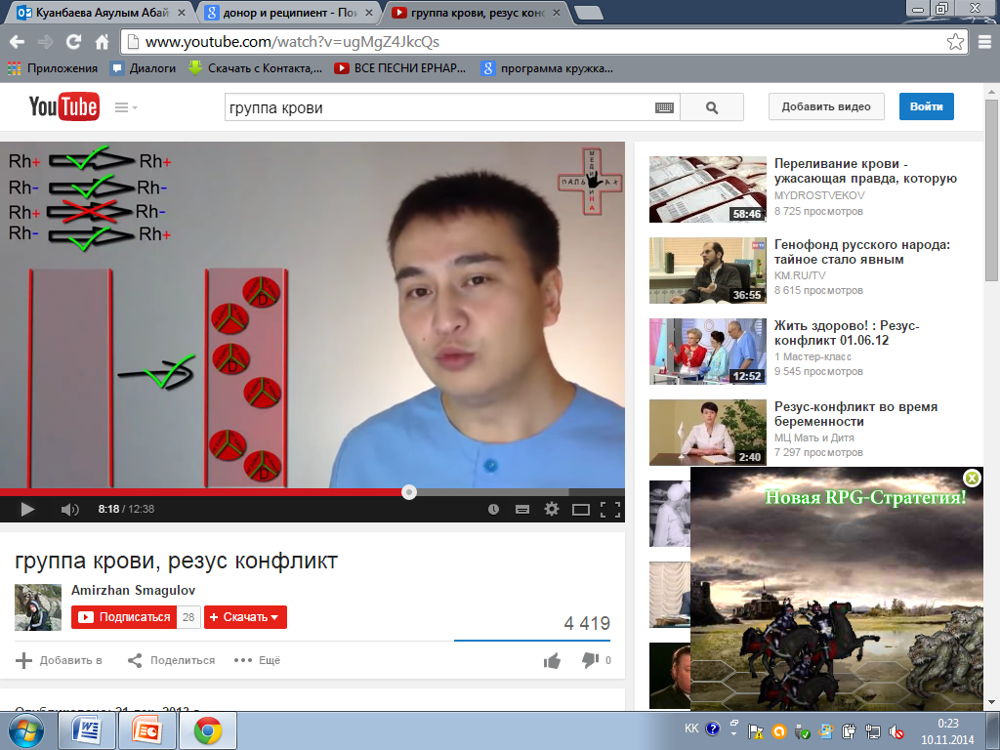 Куанбаева Аяулым Абай
донор и реципиент - Пои
группа крови, резус конс
www.youtube.com/watch?v=ugMgZ4JkcQs
Приложения
Диалоги
Скачать с Контакта,...
ВСЕ ПЕСНИ ЕРНАР...
программа кружка...
YouTube
группа крови
Добавить видео
Войти
Rh+ Rh+
Rh- Rh-
Rh+ Rh-
Rh- Rh+
МЕДИЦИНА
ПАЛЬЦАХ
D
D
D
8:18 / 12:38
группа крови, резус конфликт
Amirzhan Smagulov
Подписаться 28
+ Скачать
4 419
Добавить в
Поделиться
Ещё
0
Опубликовано: 21 дек. 2013 г.
58:46
Переливание крови -
ужасающая правда, которую
MYDROSTVEKOV
8 725 просмотров
36:55
Генофонд русского народа:
тайное стало явным
KM.RU/TV
8 615 просмотров
12:52
Жить здорово! : Резус-
конфликт 01.06.12
1 Мастер-класс
9 545 просмотров
2:40
Резус-конфликт во время
беременности
МЦ Мать и Дитя
7 297 просмотров
Новая RPG-Стратегия!
KK
0:23
10.11.2014